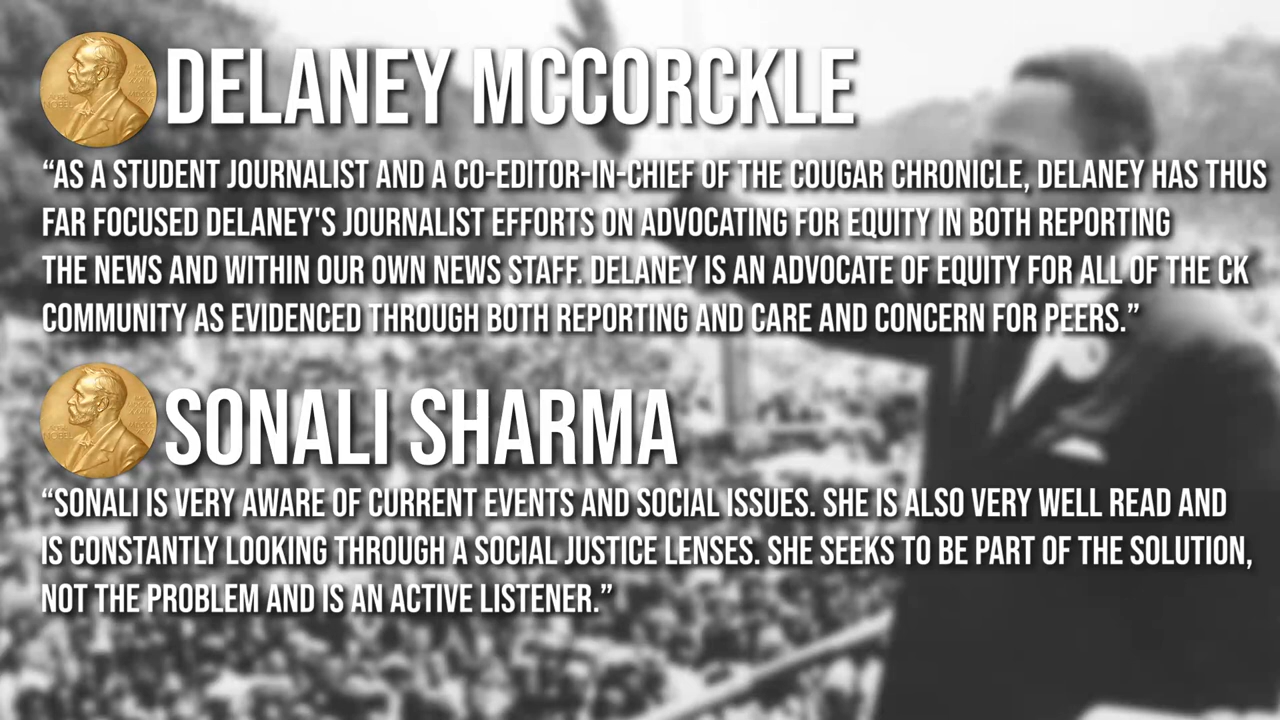 DELANEY MCCORCKLE
“AS A STUDENT JOURNALIST AND A CO-EDITOR-IN-CHIEF OF THE COUGAR CHRONICLE, DELANEY HAS THUS
FAR FOCUSED DELANEY'S JOURNALIST EFFORTS ON ADVOCATING FOR EQUITY IN BOTH REPORTING
THE NEWS AND WITHIN OUR OWN NEWS STAFF. DELANEY IS AN ADVOCATE OF EQUITY FOR ALL OF THE CK
COMMUNITY AS EVIDENCED THROUGH BOTH REPORTING AND CARE AND CONCERN FOR PEERS.”
SONALI SHARMA
“SONALI IS VERY AWARE OF CURRENT EVENTS AND SOCIAL ISSUES. SHE IS ALSO VERY WELL READ AND
IS CONSTANTLY LOOKING THROUGH A SOCIAL JUSTICE LENSES. SHE SEEKS TO BE PART OF THE SOLUTION,
NOT THE PROBLEM AND IS AN ACTIVE LISTENER.”